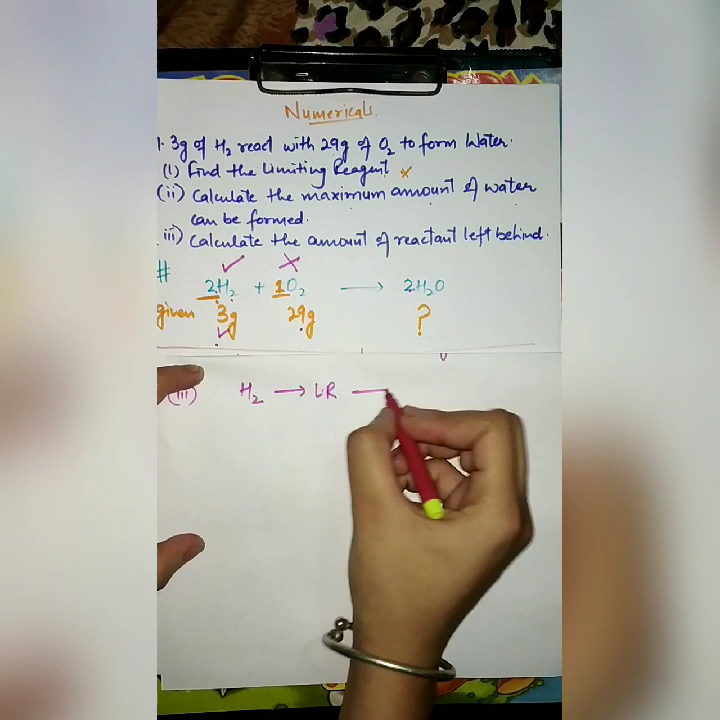 Numericals.
1. 3g of H₂ react with 29g of O₂ to form Water.
(i) Find the Limiting Reagent ×
(ii) Calculate the maximum amount of water
can be formed.
iii) Calculate the amount of reactant left behind.
✓ ×
# 2H₂ + 1O₂ → 2H₂O
given 3g 29g ?
✓
(iii) H₂ → LR —